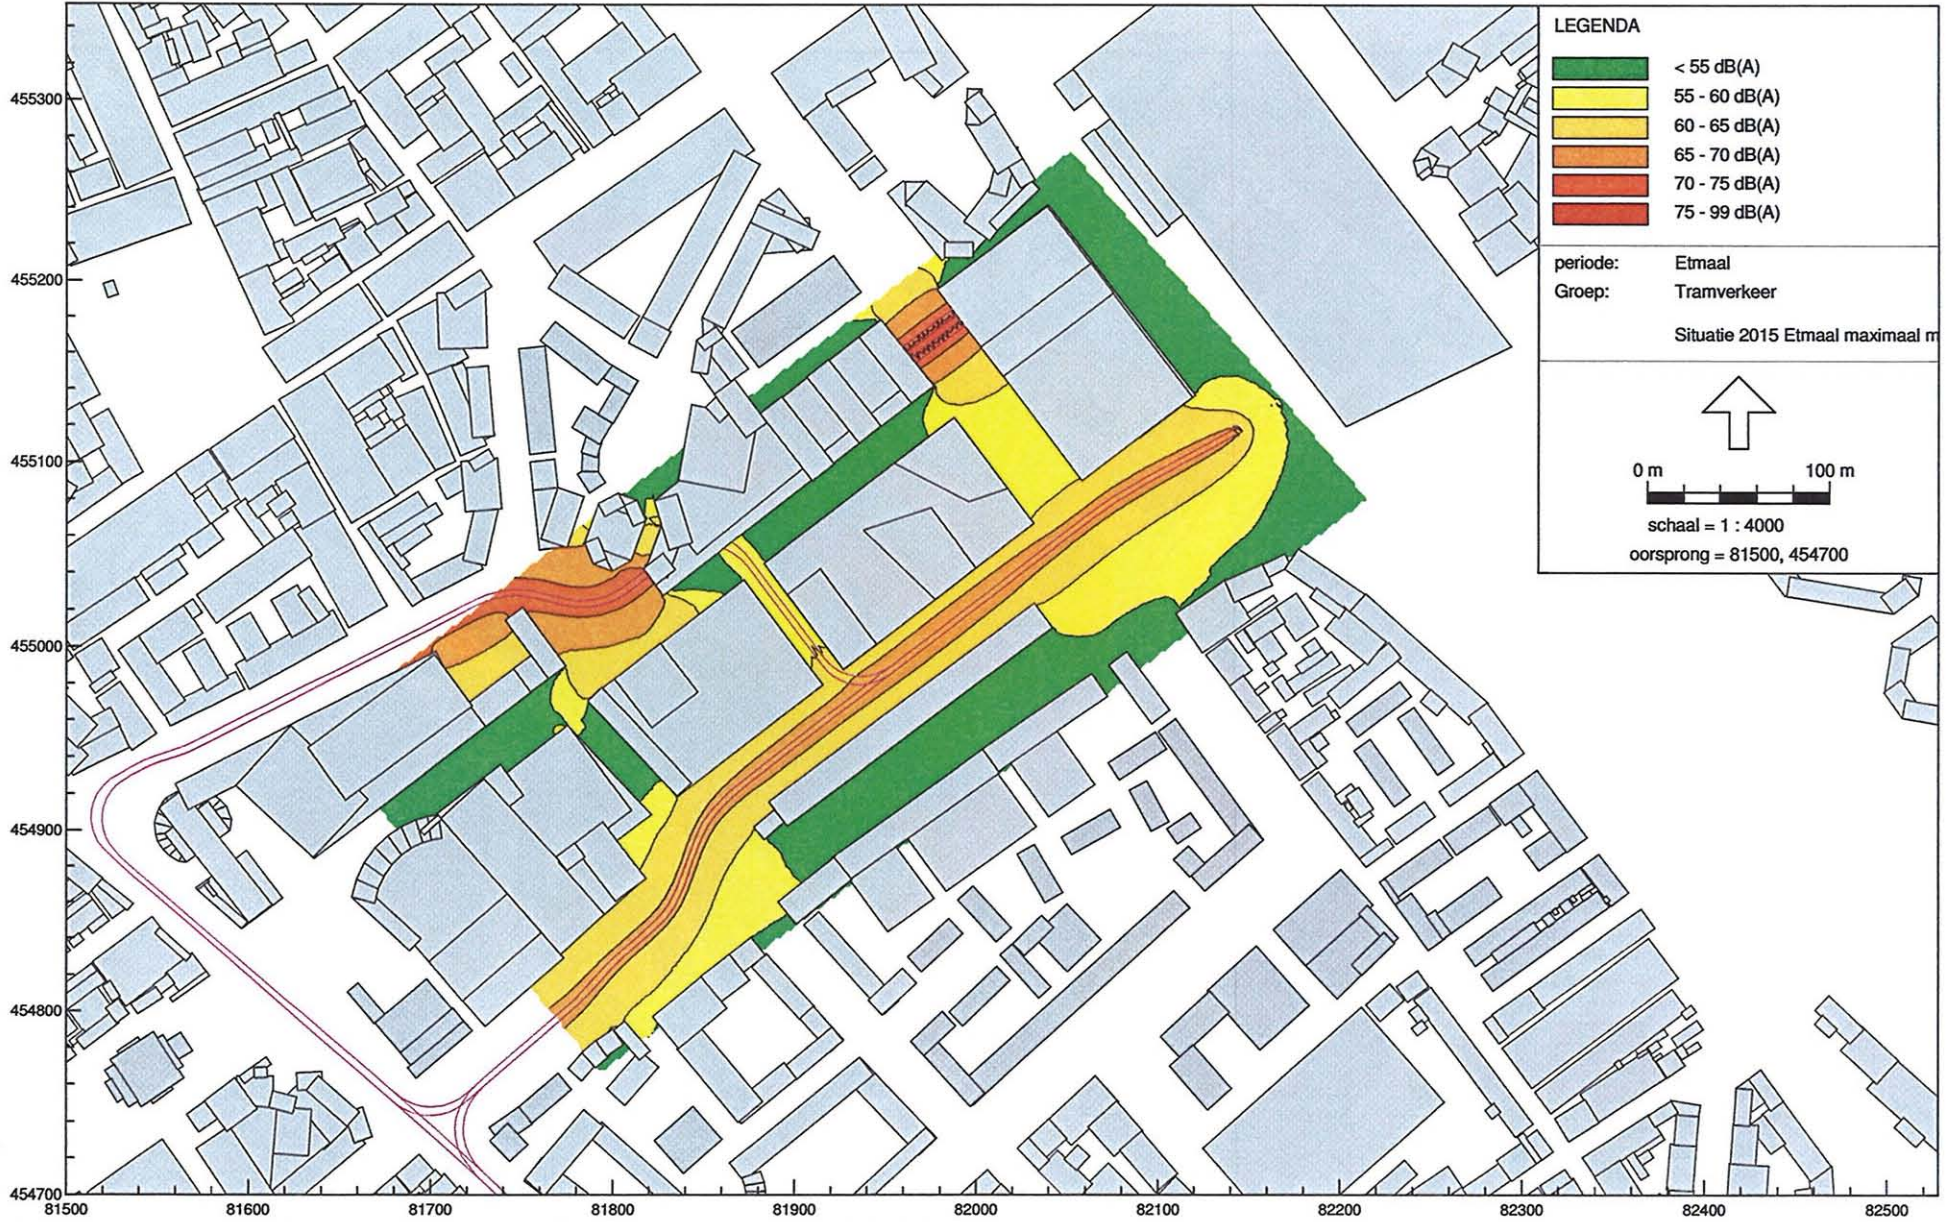 LEGENDA
< 55 dB(A)
55 - 60 dB(A)
60 - 65 dB(A)
65 - 70 dB(A)
70 - 75 dB(A)
75 - 99 dB(A)
periode: Etmaal
Groep: Tramverkeer
Situatie 2015 Etmaal maximaal m
0 m 100 m
schaal = 1 : 4000
oorsprong = 81500, 454700
455300
455200
455100
455000
454900
454800
454700
81500 81600 81700 81800 81900 82000 82100 82200 82300 82400 82500